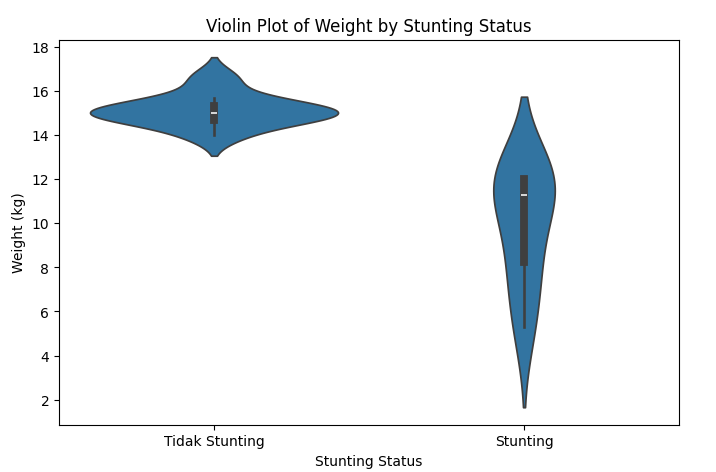 Violin Plot of Weight by Stunting Status
18
16
14
12
10
8
6
4
2
Weight (kg)
Tidak Stunting
Stunting
Stunting Status